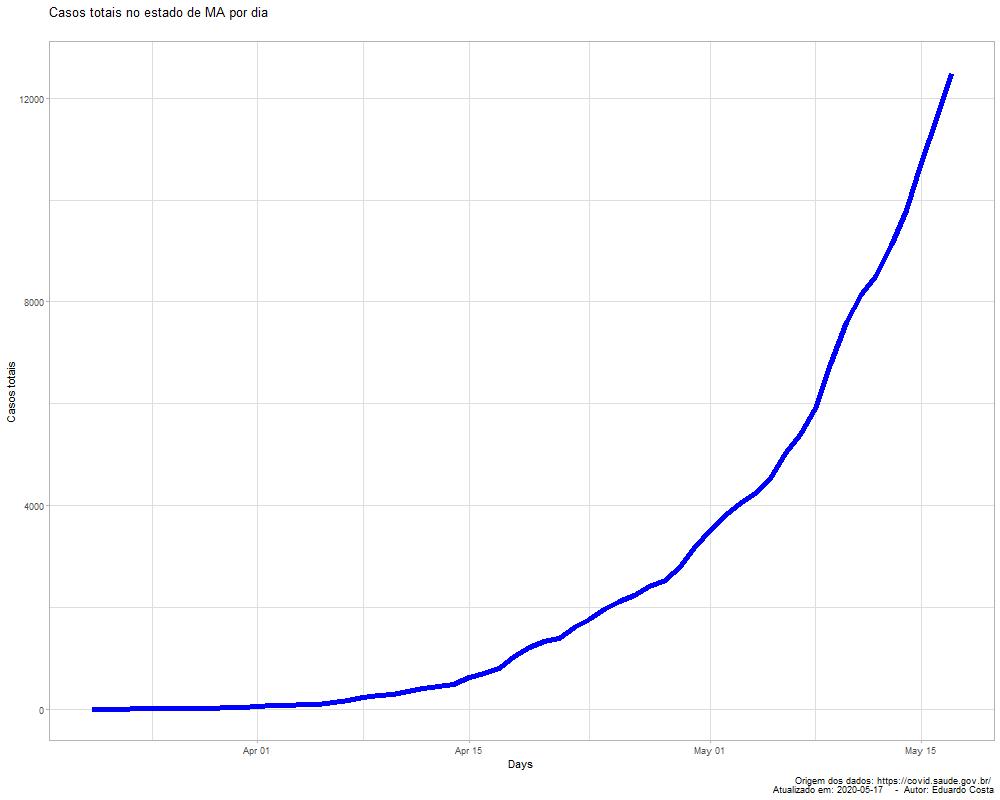 Casos totais no estado de MA por dia
12000
8000
4000
0
Casos totais
Apr 01
Apr 15
May 01
May 15
Days
Origem dos dados: https://covid.saude.gov.br/
Atualizado em: 2020-05-17 - Autor: Eduardo Costa